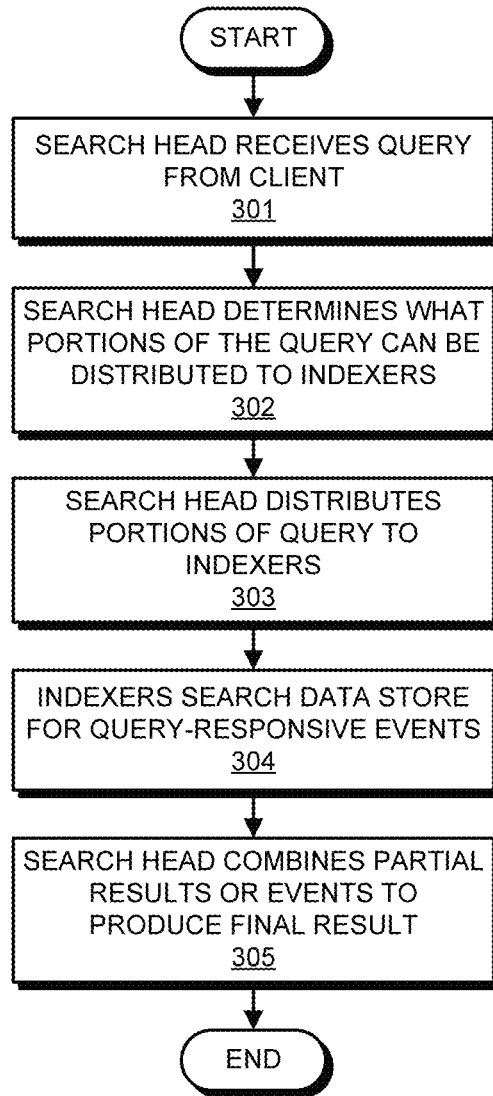 START
SEARCH HEAD RECEIVES QUERY
FROM CLIENT
301
SEARCH HEAD DETERMINES WHAT
PORTIONS OF THE QUERY CAN BE
DISTRIBUTED TO INDEXERS
302
SEARCH HEAD DISTRIBUTES
PORTIONS OF QUERY TO
INDEXERS
303
INDEXERS SEARCH DATA STORE
FOR QUERY-RESPONSIVE EVENTS
304
SEARCH HEAD COMBINES PARTIAL
RESULTS OR EVENTS TO
PRODUCE FINAL RESULT
305
END